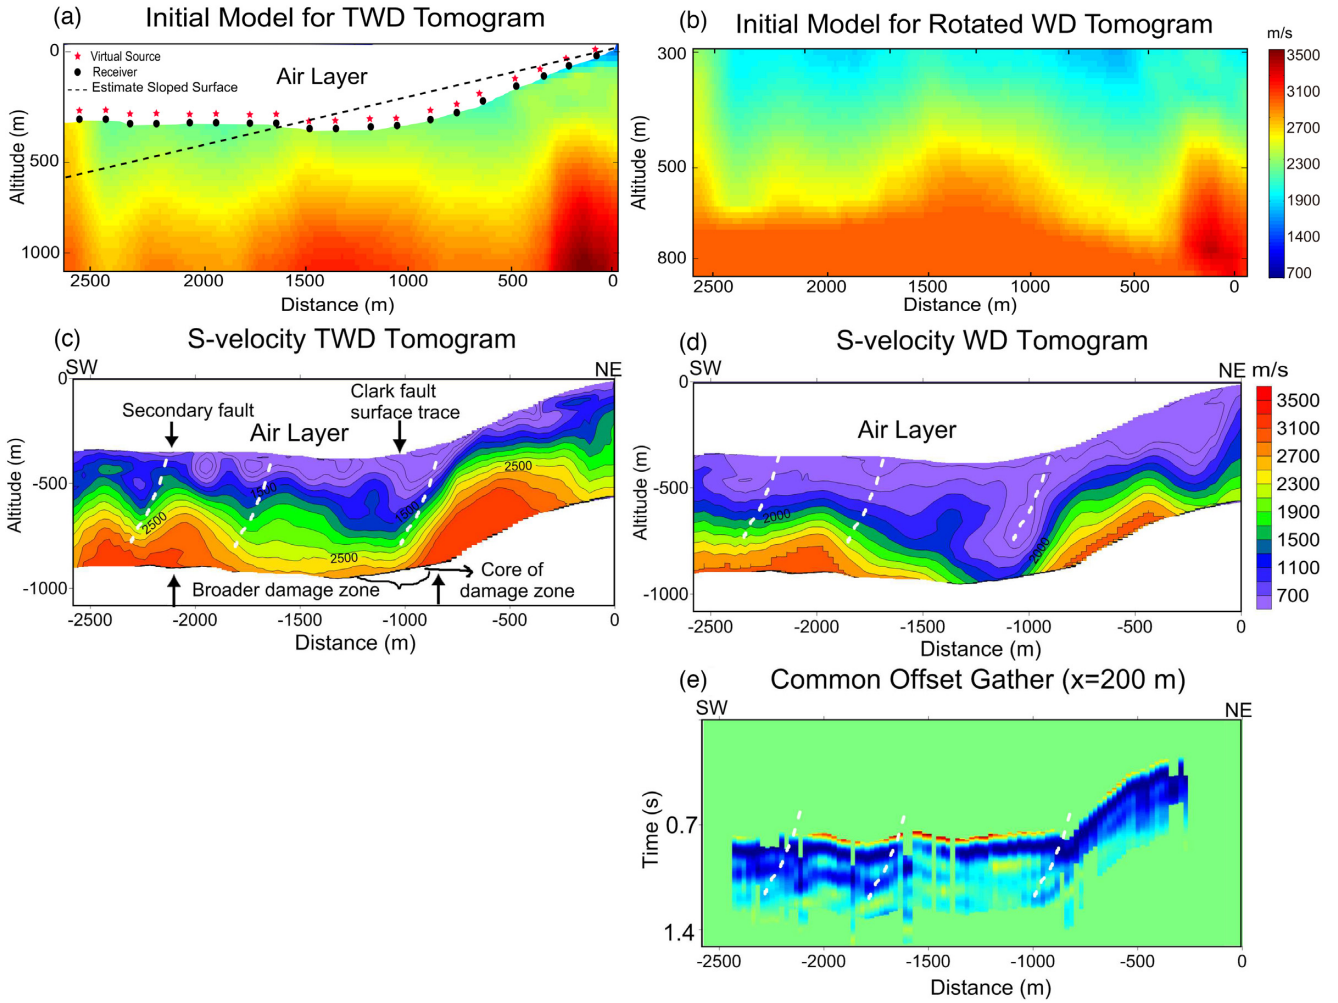 (a) Initial Model for TWD Tomogram
Virtual Source
Receiver
Estimate Sloped Surface
Air Layer
Altitude (m)
0
500
1000
2500 2000 1500 1000 500 0
Distance (m)
(b) Initial Model for Rotated WD Tomogram
Altitude (m)
300
500
800
2500 2000 1500 1000 500 0
Distance (m)
m/s
3500
3100
2700
2300
1900
1400
700
(c) S-velocity TWD Tomogram
SW NE
Secondary fault
Clark fault
surface trace
Air Layer
Altitude (m)
0
-500
-1000
2500
1500
1500
2500
2500
Broader damage zone
Core of
damage zone
-2500 -2000 -1500 -1000 -500 0
Distance (m)
(d) S-velocity WD Tomogram
SW NE
Air Layer
Altitude (m)
0
-500
-1000
2000
2000
-2500 -2000 -1500 -1000 -500 0
Distance (m)
m/s
3500
3100
2700
2300
1900
1500
1100
700
(e) Common Offset Gather (x=200 m)
SW NE
Time (s)
0.7
1.4
-2500 -2000 -1500 -1000 -500 0
Distance (m)